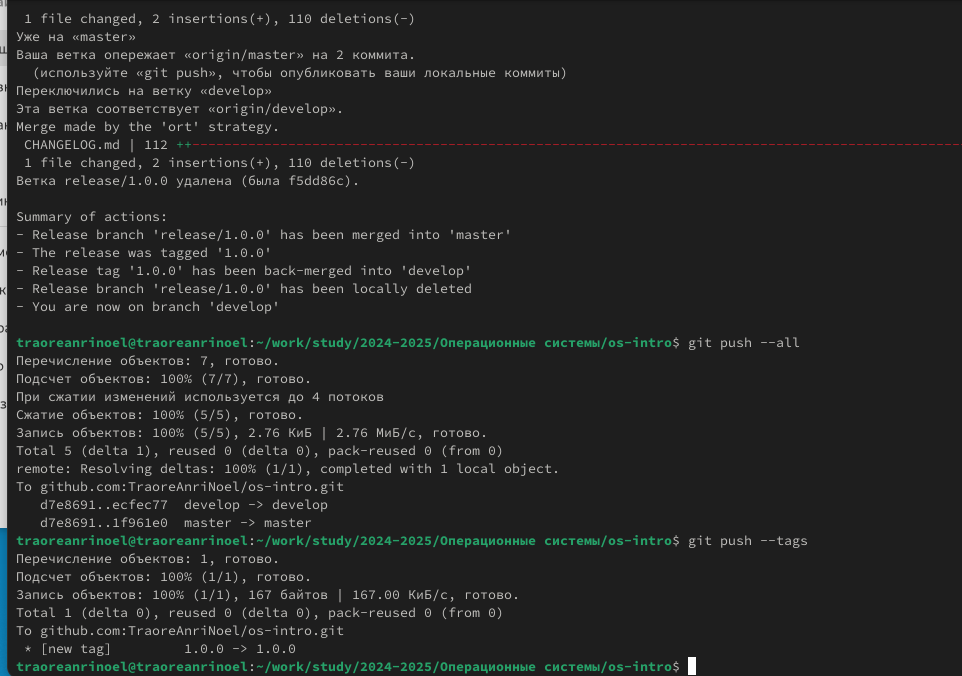 1 file changed, 2 insertions(+), 110 deletions(-)
Уже на «master»
Ваша ветка опережает «origin/master» на 2 коммита.
(используйте «git push», чтобы опубликовать ваши локальные коммиты)
Переключились на ветку «develop»
Эта ветка соответствует «origin/develop».
Merge made by the 'ort' strategy.
CHANGELOG.md | 112 ++--------------------------------------------------------------------------------------------------------------
1 file changed, 2 insertions(+), 110 deletions(-)
Ветка release/1.0.0 удалена (была f5dd86c).
Summary of actions:
- Release branch 'release/1.0.0' has been merged into 'master'
- The release was tagged '1.0.0'
- Release tag '1.0.0' has been back-merged into 'develop'
- Release branch 'release/1.0.0' has been locally deleted
- You are now on branch 'develop'
traoreanrinoel@traoreanrinoel:~/work/study/2024-2025/Операционные системы/os-intro$ git push --all
Перечисление объектов: 7, готово.
Подсчет объектов: 100% (7/7), готово.
При сжатии изменений используется до 4 потоков
Сжатие объектов: 100% (5/5), готово.
Запись объектов: 100% (5/5), 2.76 КиБ | 2.76 МиБ/с, готово.
Total 5 (delta 1), reused 0 (delta 0), pack-reused 0 (from 0)
remote: Resolving deltas: 100% (1/1), completed with 1 local object.
To github.com:TraoreAnriNoel/os-intro.git
d7e8691..ecfec77  develop -> develop
d7e8691..1f961e0  master -> master
traoreanrinoel@traoreanrinoel:~/work/study/2024-2025/Операционные системы/os-intro$ git push --tags
Перечисление объектов: 1, готово.
Подсчет объектов: 100% (1/1), готово.
Запись объектов: 100% (1/1), 167 байтов | 167.00 КиБ/с, готово.
Total 1 (delta 0), reused 0 (delta 0), pack-reused 0 (from 0)
To github.com:TraoreAnriNoel/os-intro.git
* [new tag]         1.0.0 -> 1.0.0
traoreanrinoel@traoreanrinoel:~/work/study/2024-2025/Операционные системы/os-intro$